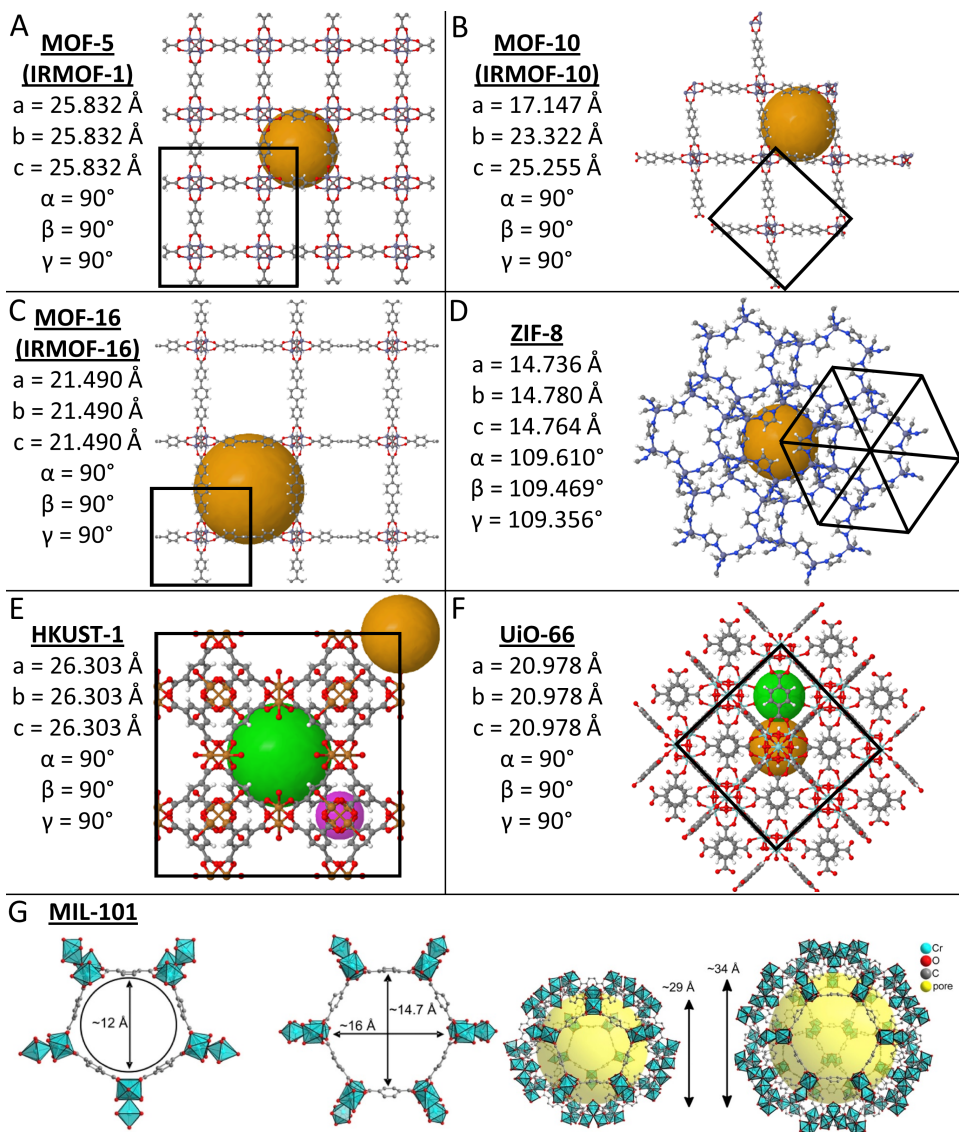 A
MOF-5
(IRMOF-1)
a = 25.832 Å
b = 25.832 Å
c = 25.832 Å
α = 90°
β = 90°
γ = 90°
B
MOF-10
(IRMOF-10)
a = 17.147 Å
b = 23.322 Å
c = 25.255 Å
α = 90°
β = 90°
γ = 90°
C
MOF-16
(IRMOF-16)
a = 21.490 Å
b = 21.490 Å
c = 21.490 Å
α = 90°
β = 90°
γ = 90°
D
ZIF-8
a = 14.736 Å
b = 14.780 Å
c = 14.764 Å
α = 109.610°
β = 109.469°
γ = 109.356°
E
HKUST-1
a = 26.303 Å
b = 26.303 Å
c = 26.303 Å
α = 90°
β = 90°
γ = 90°
F
UiO-66
a = 20.978 Å
b = 20.978 Å
c = 20.978 Å
α = 90°
β = 90°
γ = 90°
G MIL-101
~12 Å
~16 Å
~14.7 Å
~29 Å
~34 Å
Cr
O
C
pore